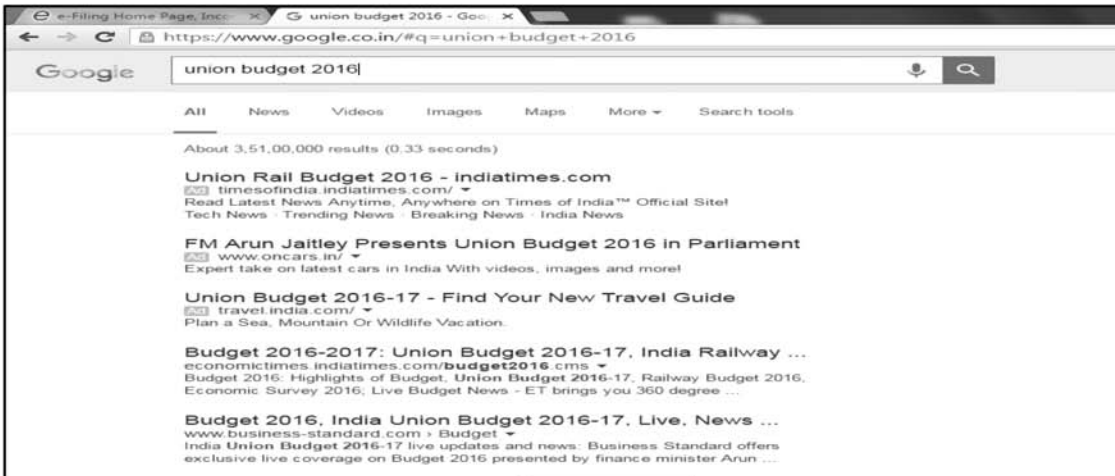 e-Filing Home Page, Inco
union budget 2016 - Goo
https://www.google.co.in/#q=union+budget+2016
Google
union budget 2016
All News Videos Images Maps More Search tools
About 3,51,00,000 results (0.33 seconds)
Union Rail Budget 2016 - indiatimes.com
Ad timesofindia.indiatimes.com/
Read Latest News Anytime, Anywhere on Times of India™ Official Site!
Tech News · Trending News · Breaking News · India News
FM Arun Jaitley Presents Union Budget 2016 in Parliament
Ad www.oncars.in/
Expert take on latest cars in India With videos, images and more!
Union Budget 2016-17 - Find Your New Travel Guide
Ad travel.india.com/
Plan a Sea, Mountain Or Wildlife Vacation.
Budget 2016-2017: Union Budget 2016-17, India Railway ...
economictimes.indiatimes.com/budget2016.cms
Budget 2016: Highlights of Budget, Union Budget 2016-17, Railway Budget 2016,
Economic Survey 2016; Live Budget News - ET brings you 360 degree ...
Budget 2016, India Union Budget 2016-17, Live, News ...
www.business-standard.com › Budget
India Union Budget 2016-17 live updates and news: Business Standard offers
exclusive live coverage on Budget 2016 presented by finance minister Arun ...